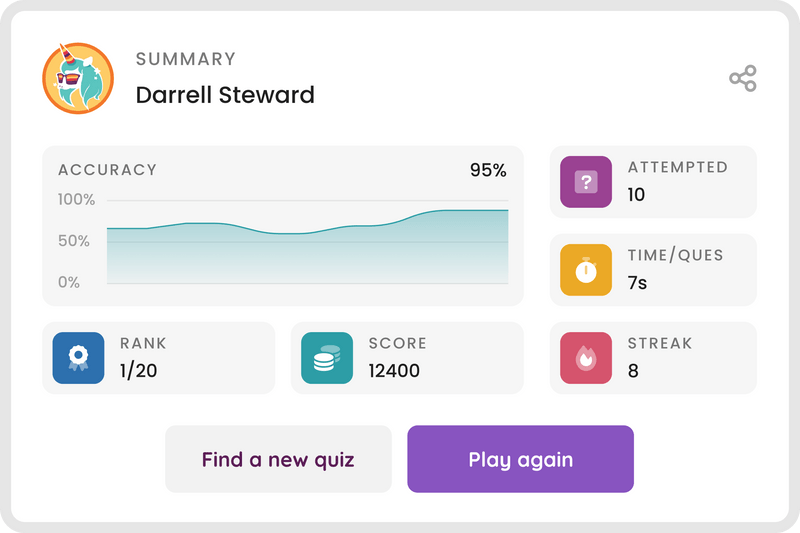 SUMMARY
Darrell Steward
ACCURACY 95%
100%
50%
0%
ATTEMPTED
10
TIME/QUES
7s
RANK
1/20
SCORE
12400
STREAK
8
Find a new quiz
Play again